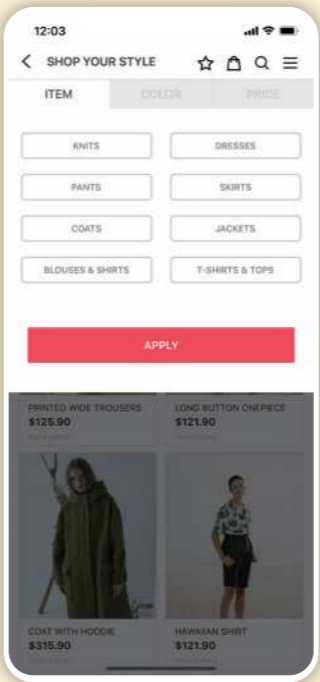 12:03
SHOP YOUR STYLE
ITEM COLOR PRICE
KNITS DRESSES
PANTS SKIRTS
COATS JACKETS
BLOUSES & SHIRTS T-SHIRTS & TOPS
APPLY
PRINTED WIDE TROUSERS LONG BUTTON ONEPIECE
$125.90 $121.90
COAT WITH HOODIE HAWAIIAN SHIRT
$315.90 $121.90